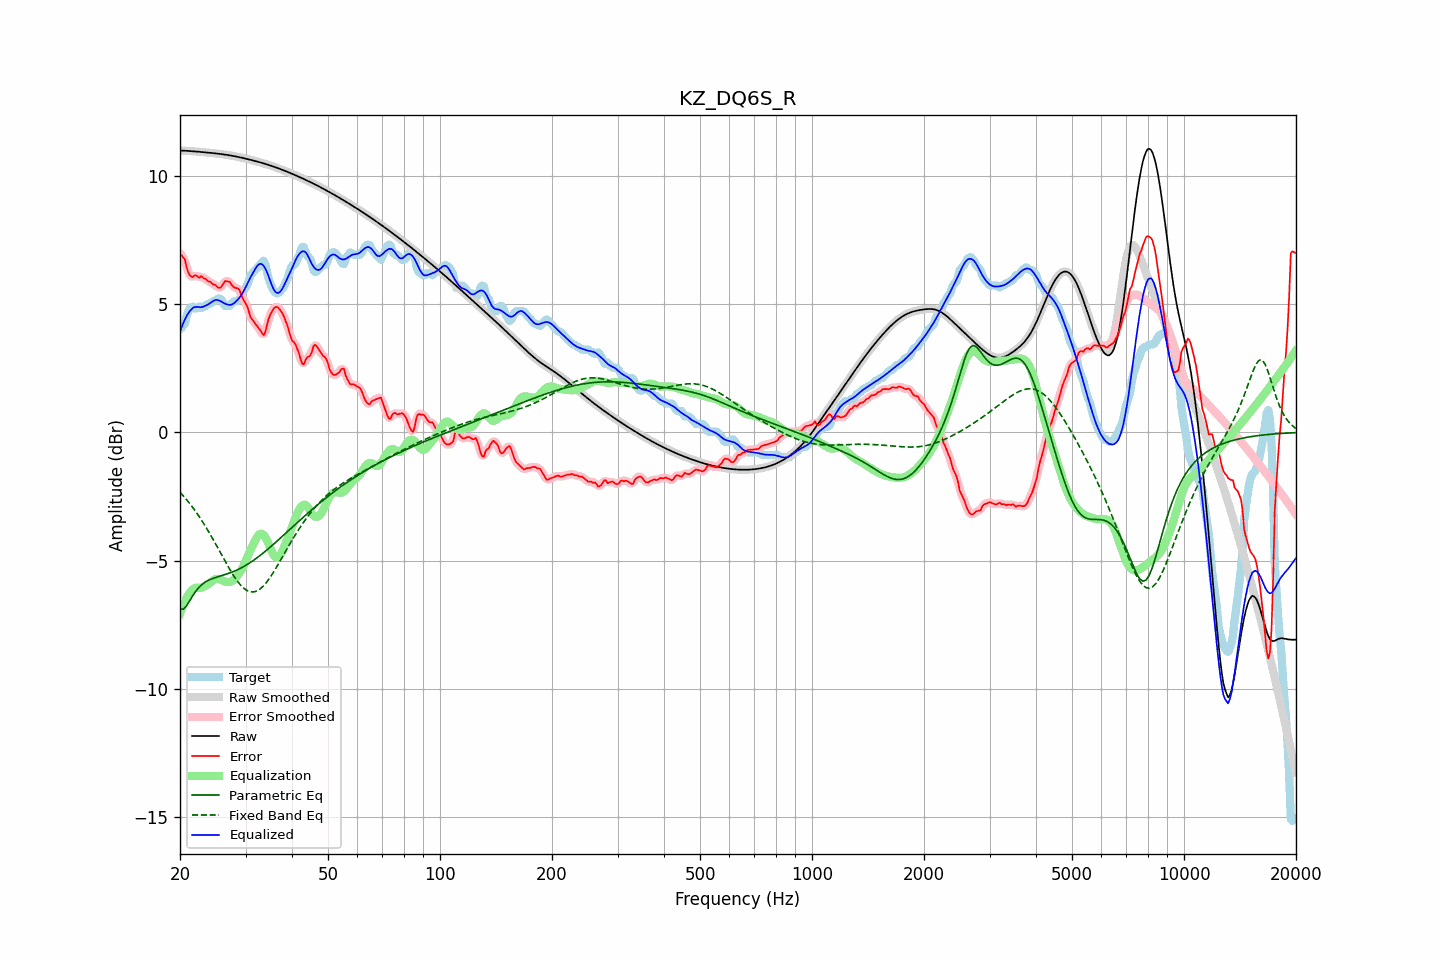 KZ_DQ6S_R
Amplitude (dBr)
10
5
0
−5
−10
−15
Target
Raw Smoothed
Error Smoothed
Raw
Error
Equalization
Parametric Eq
Fixed Band Eq
Equalized
20 50 100 200 500 1000 2000 5000 10000 20000
Frequency (Hz)